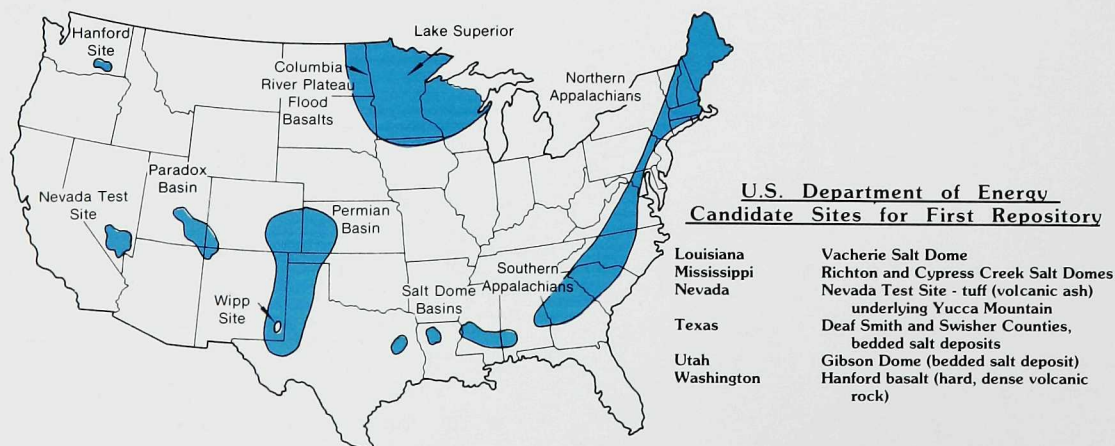 Hanford
Site
Lake Superior
Columbia
River Plateau
Flood
Basalts
Northern
Appalachians
Paradox
Basin
Nevada Test
Site
Permian
Basin
Wipp
Site
Salt Dome
Basins
Southern
Appalachians
U.S. Department of Energy
Candidate Sites for First Repository
Louisiana Vacherie Salt Dome
Mississippi Richton and Cypress Creek Salt Domes
Nevada Nevada Test Site - tuff (volcanic ash)
underlying Yucca Mountain
Texas Deaf Smith and Swisher Counties,
bedded salt deposits
Utah Gibson Dome (bedded salt deposit)
Washington Hanford basalt (hard, dense volcanic
rock)